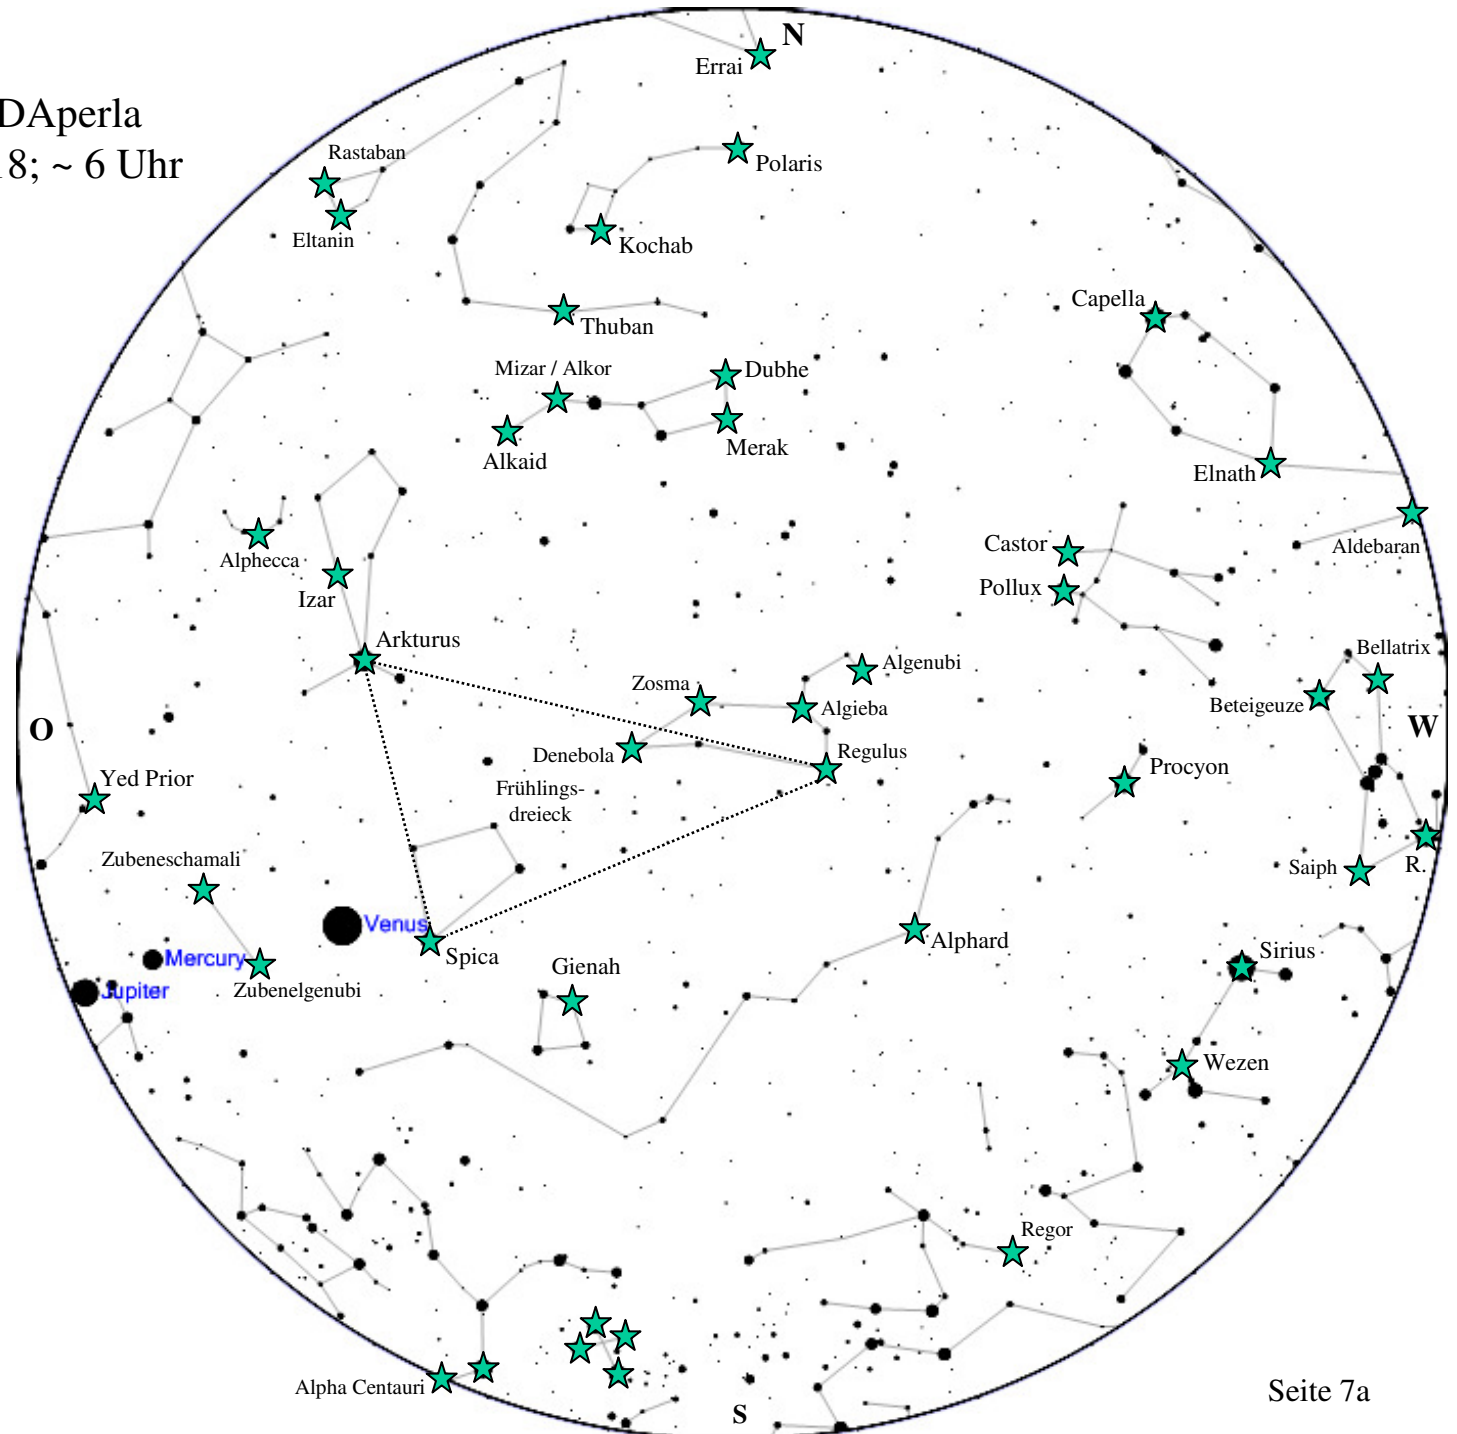 N
Errai
DAperla
18; ~ 6 Uhr
Rastaban
Polaris
Eltanin
Kochab
Capella
Thuban
Mizar / Alkor
Dubhe
Alkaid
Merak
Elnath
Castor
Aldebaran
Alphecca
Pollux
Izar
Arkturus
Bellatrix
Algenubi
Zosma
Algieba
Beteigeuze
O
W
Denebola
Regulus
Procyon
Yed Prior
Frühlings-
dreieck
Zubeneschamali
Saiph
R.
Venus
Spica
Alphard
Sirius
Mercury
Gienah
Jupiter
Zubenelgenubi
Wezen
Regor
Alpha Centauri
S
Seite 7a